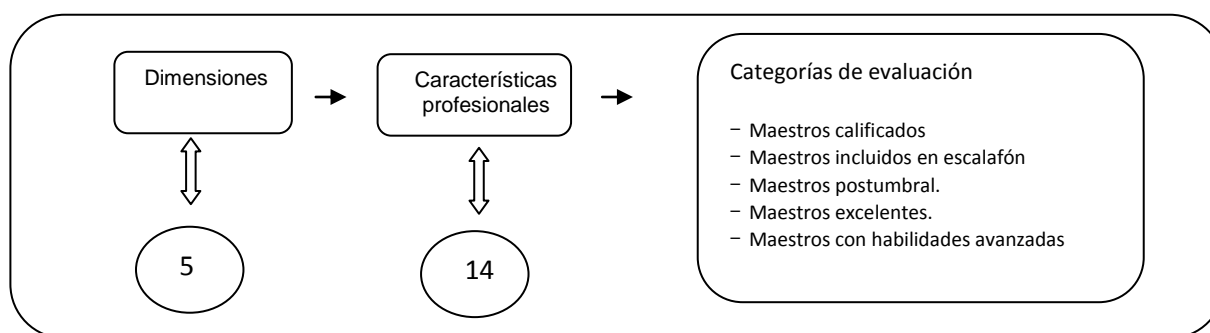 Dimensiones
Características
profesionales
Categorías de evaluación
− Maestros calificados
− Maestros incluidos en escalafón
− Maestros postumbral.
− Maestros excelentes.
− Maestros con habilidades avanzadas
5
14